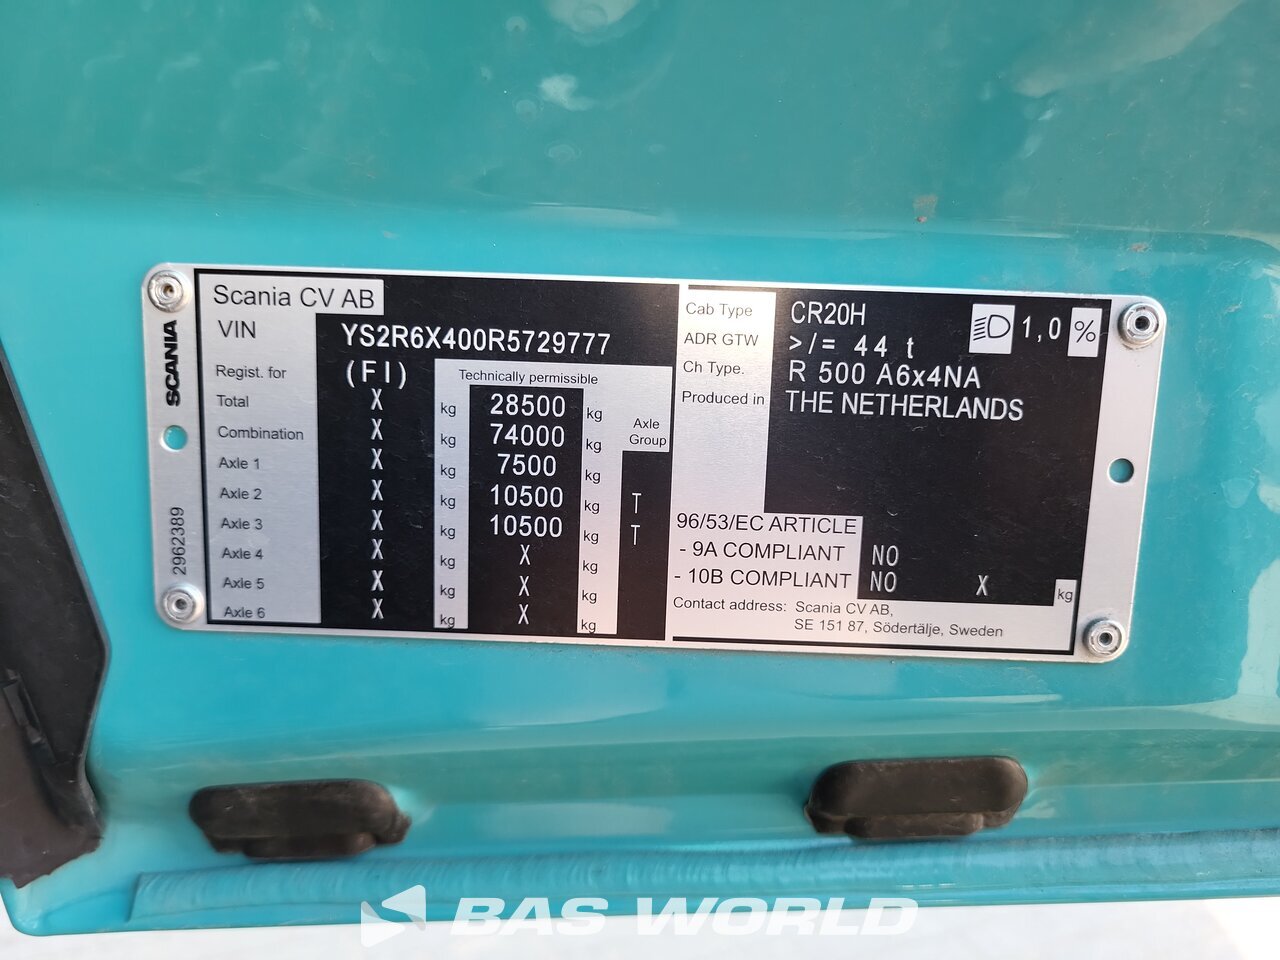 SCANIA
2962389
Scania CV AB
VIN YS2R6X400R5729777
Regist. for (FI) Technically permissible
Total X kg 28500 kg Axle Group
Combination X kg 74000 kg
Axle 1 X kg 7500 kg
Axle 2 X kg 10500 kg T
Axle 3 X kg 10500 kg T
Axle 4 X kg X kg
Axle 5 X kg X kg
Axle 6 X kg X kg
Cab Type CR20H 1,0 %
ADR GTW >/= 44 t
Ch Type. R 500 A6x4NA
Produced in THE NETHERLANDS
96/53/EC ARTICLE
- 9A COMPLIANT NO
- 10B COMPLIANT NO X kg
Contact address: Scania CV AB,
SE 151 87, Södertälje, Sweden
BAS WORLD